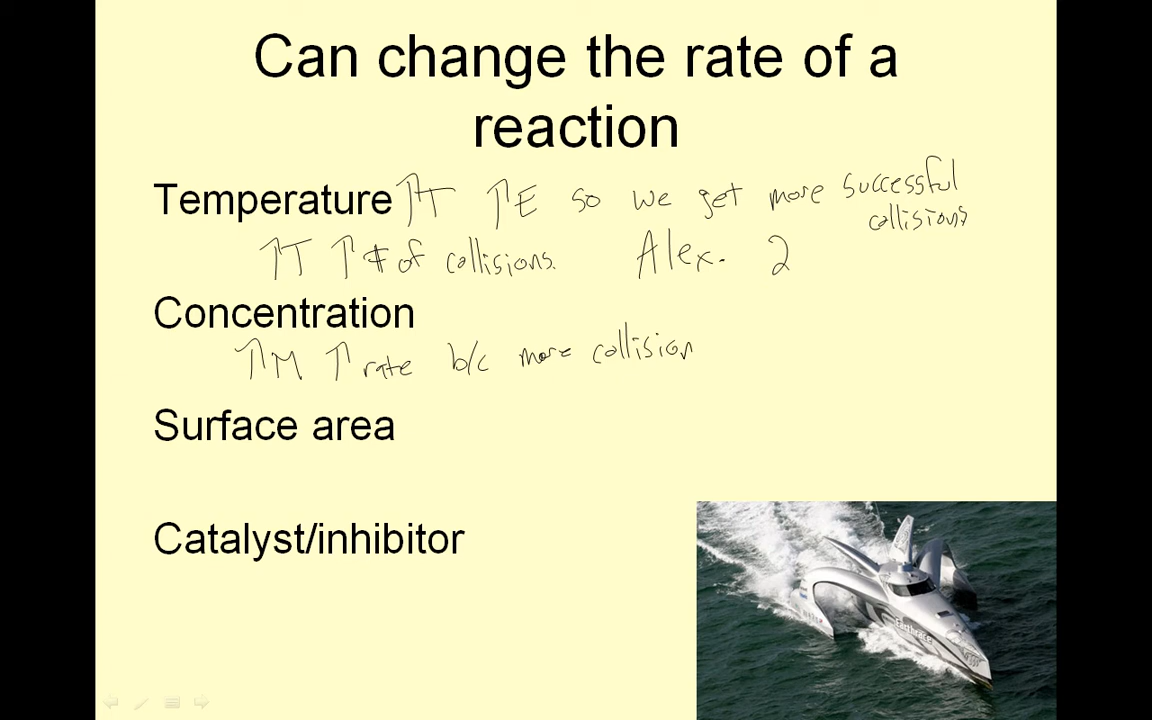 Can change the rate of a
reaction
Temperature ↑T ↑E so we get more successful
collisions
↑T ↑# of collisions. Alex. 2
Concentration
↑M ↑rate b/c more collision
Surface area
Catalyst/inhibitor
Earthrace